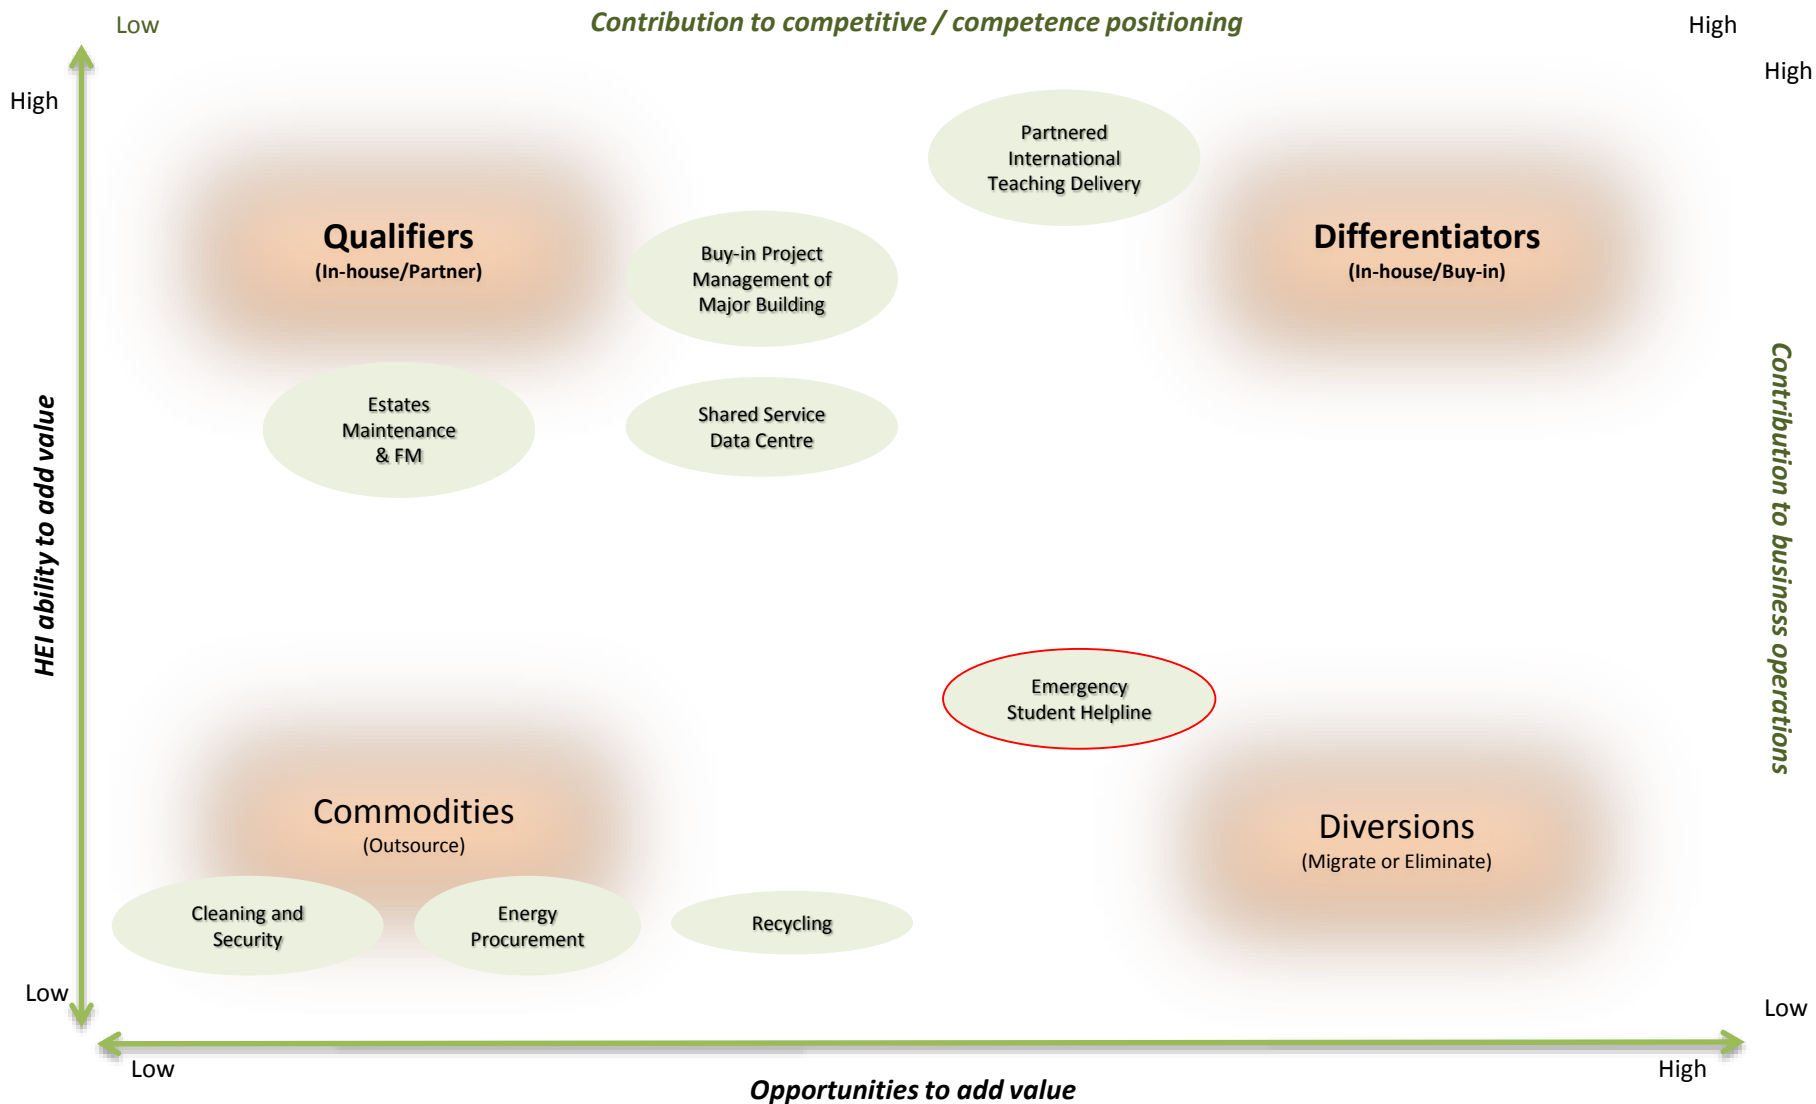 Low
Contribution to competitive / competence positioning
High
High
High
Partnered
International
Teaching Delivery
Qualifiers
(In-house/Partner)
Buy-in Project
Management of
Major Building
Differentiators
(In-house/Buy-in)
Estates
Maintenance
& FM
Shared Service
Data Centre
HEI ability to add value
Contribution to business operations
Emergency
Student Helpline
Commodities
(Outsource)
Diversions
(Migrate or Eliminate)
Cleaning and
Security
Energy
Procurement
Recycling
Low
Low
Low
High
Opportunities to add value